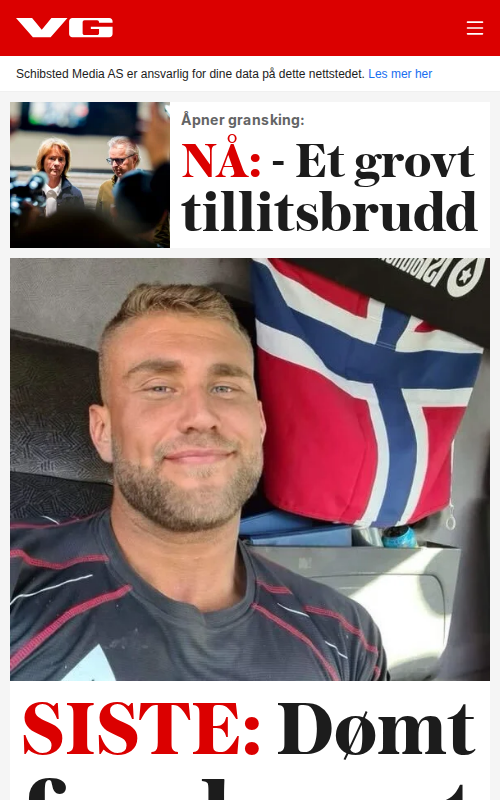 VG
Schibsted Media AS er ansvarlig for dine data på dette nettstedet. Les mer her
Åpner gransking:
NÅ: - Et grovt
tillitsbrudd
SISTE: Dømt